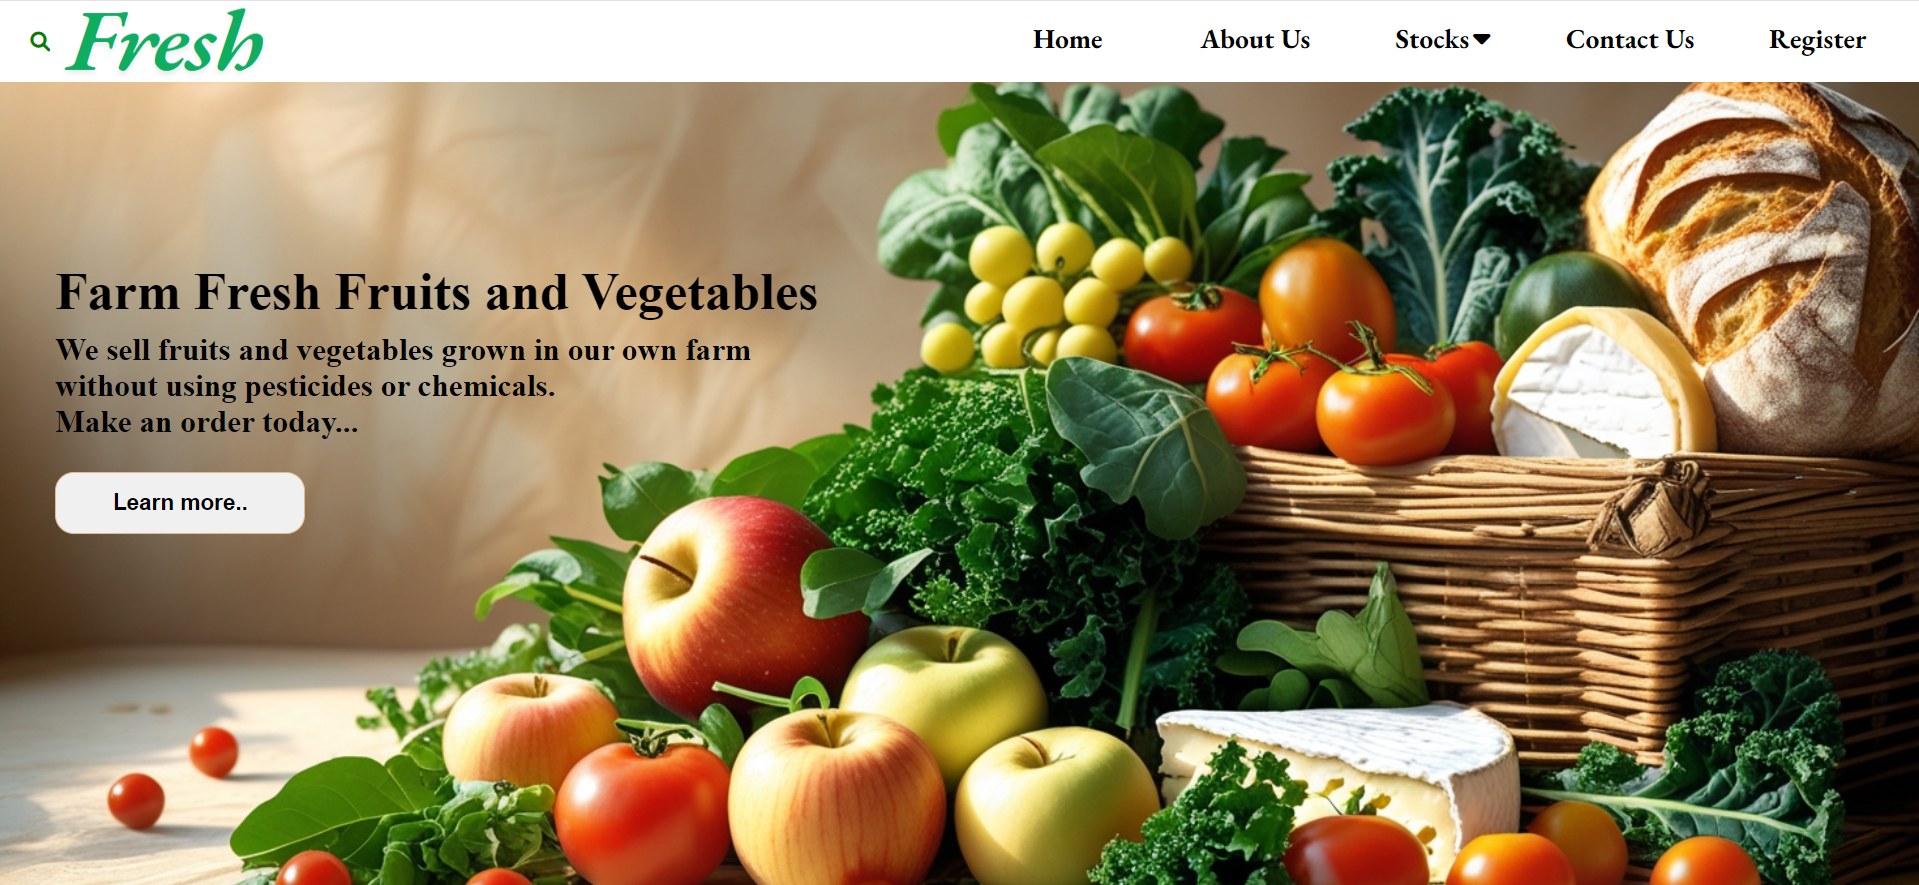 Fresh
Home
About Us
Stocks
Contact Us
Register
Farm Fresh Fruits and Vegetables
We sell fruits and vegetables grown in our own farm
without using pesticides or chemicals.
Make an order today...
Learn more..